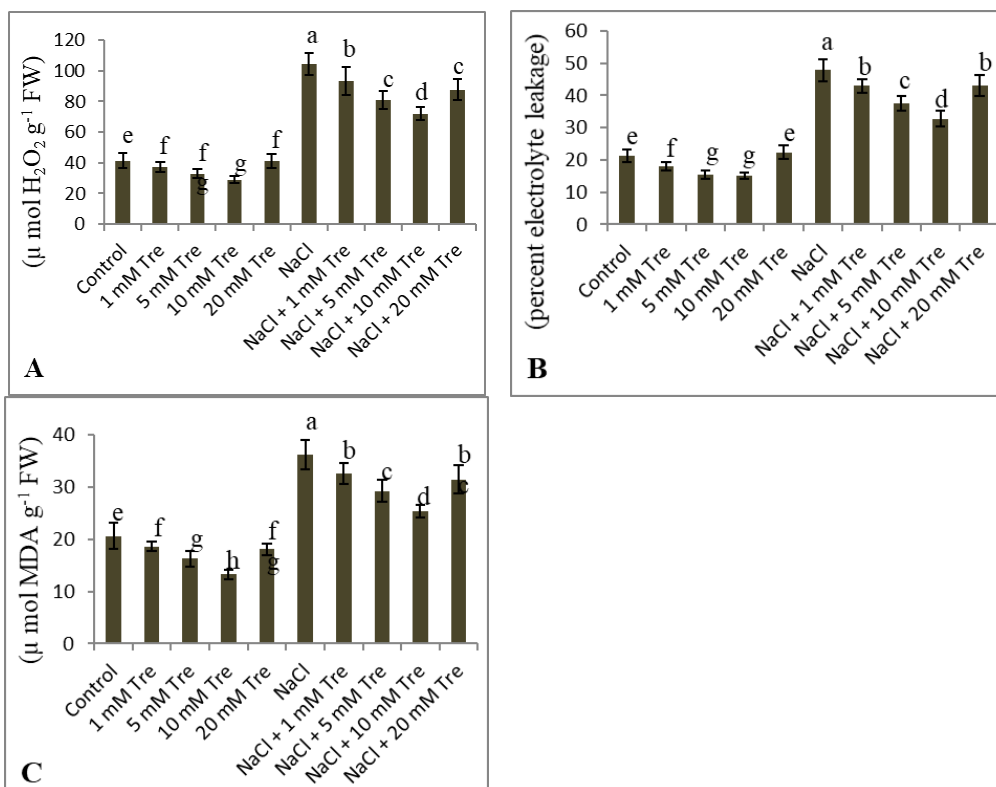 (µ mol H₂O₂ g⁻¹ FW)
120
100
80
60
40
20
0
e
f
f
g
g
f
a
b
c
d
c
Control
1 mM Tre
5 mM Tre
10 mM Tre
20 mM Tre
NaCl
NaCl + 1 mM Tre
NaCl + 5 mM Tre
NaCl + 10 mM Tre
NaCl + 20 mM Tre
A
(percent electrolyte leakage)
60
50
40
30
20
10
0
e
f
g
g
e
a
b
c
d
b
Control
1 mM Tre
5 mM Tre
10 mM Tre
20 mM Tre
NaCl
NaCl + 1 mM Tre
NaCl + 5 mM Tre
NaCl + 10 mM Tre
NaCl + 20 mM Tre
B
(µ mol MDA g⁻¹ FW)
40
30
20
10
0
e
f
g
h
f
g
a
b
c
d
b
c
Control
1 mM Tre
5 mM Tre
10 mM Tre
20 mM Tre
NaCl
NaCl + 1 mM Tre
NaCl + 5 mM Tre
NaCl + 10 mM Tre
NaCl + 20 mM Tre
C